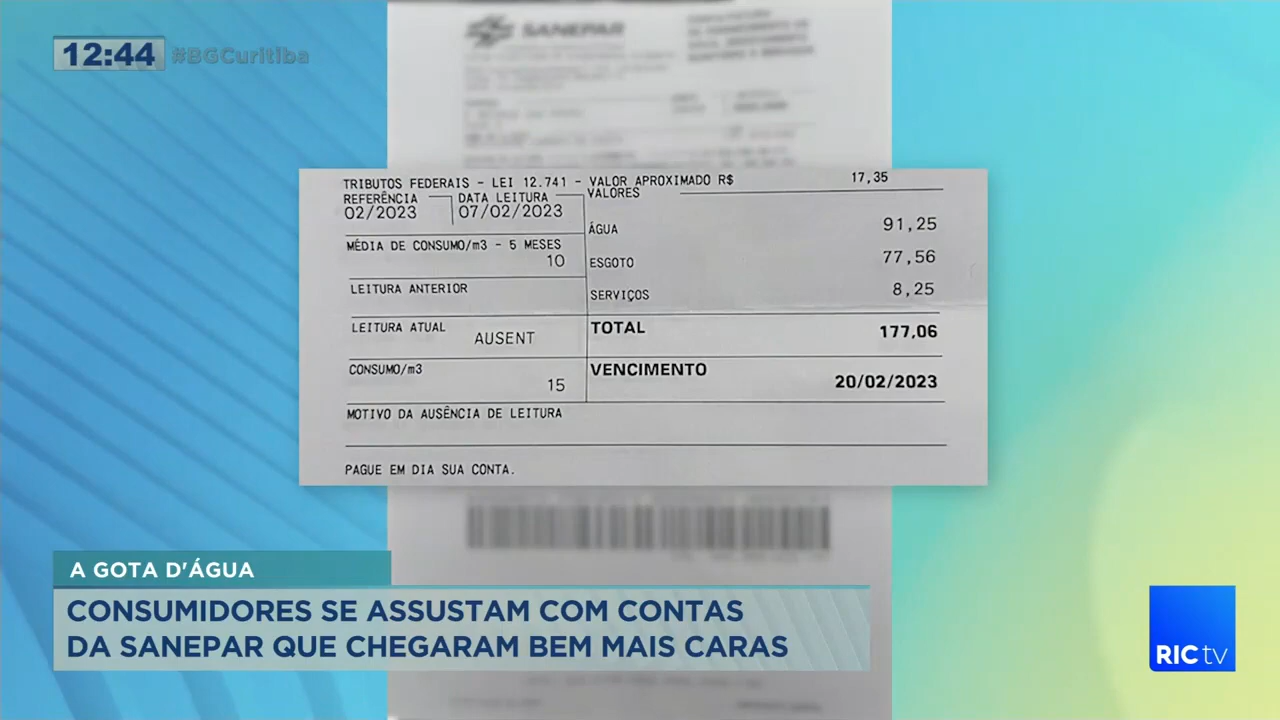 12:44 #BGCuritiba
SANEPAR
TRIBUTOS FEDERAIS - LEI 12.741 - VALOR APROXIMADO R$ 17,35
REFERÊNCIA DATA LEITURA VALORES
02/2023 07/02/2023
ÁGUA 91,25
MÉDIA DE CONSUMO/m3 - 5 MESES
10
ESGOTO 77,56
LEITURA ANTERIOR
SERVIÇOS 8,25
LEITURA ATUAL AUSENT
TOTAL 177,06
CONSUMO/m3
15
VENCIMENTO
20/02/2023
MOTIVO DA AUSÊNCIA DE LEITURA
PAGUE EM DIA SUA CONTA.
A GOTA D'ÁGUA
CONSUMIDORES SE ASSUSTAM COM CONTAS
DA SANEPAR QUE CHEGARAM BEM MAIS CARAS
RIC tv